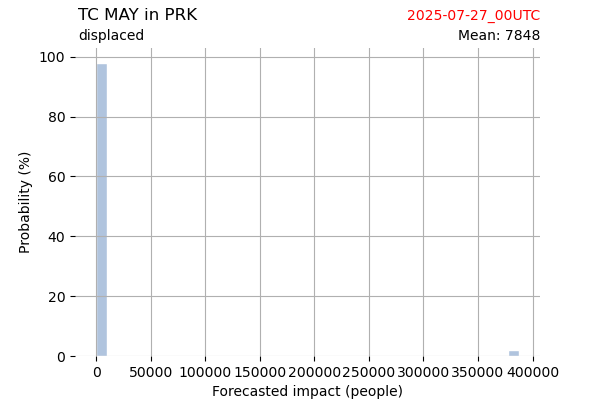 TC MAY in PRK
2025-07-27_00UTC
displaced
Mean: 7848
100
80
60
40
20
0
Probability (%)
0 50000 100000 150000 200000 250000 300000 350000 400000
Forecasted impact (people)